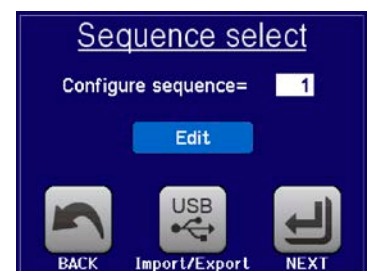 Sequence select
Configure sequence= 1
Edit
USB
BACK Import/Export NEXT